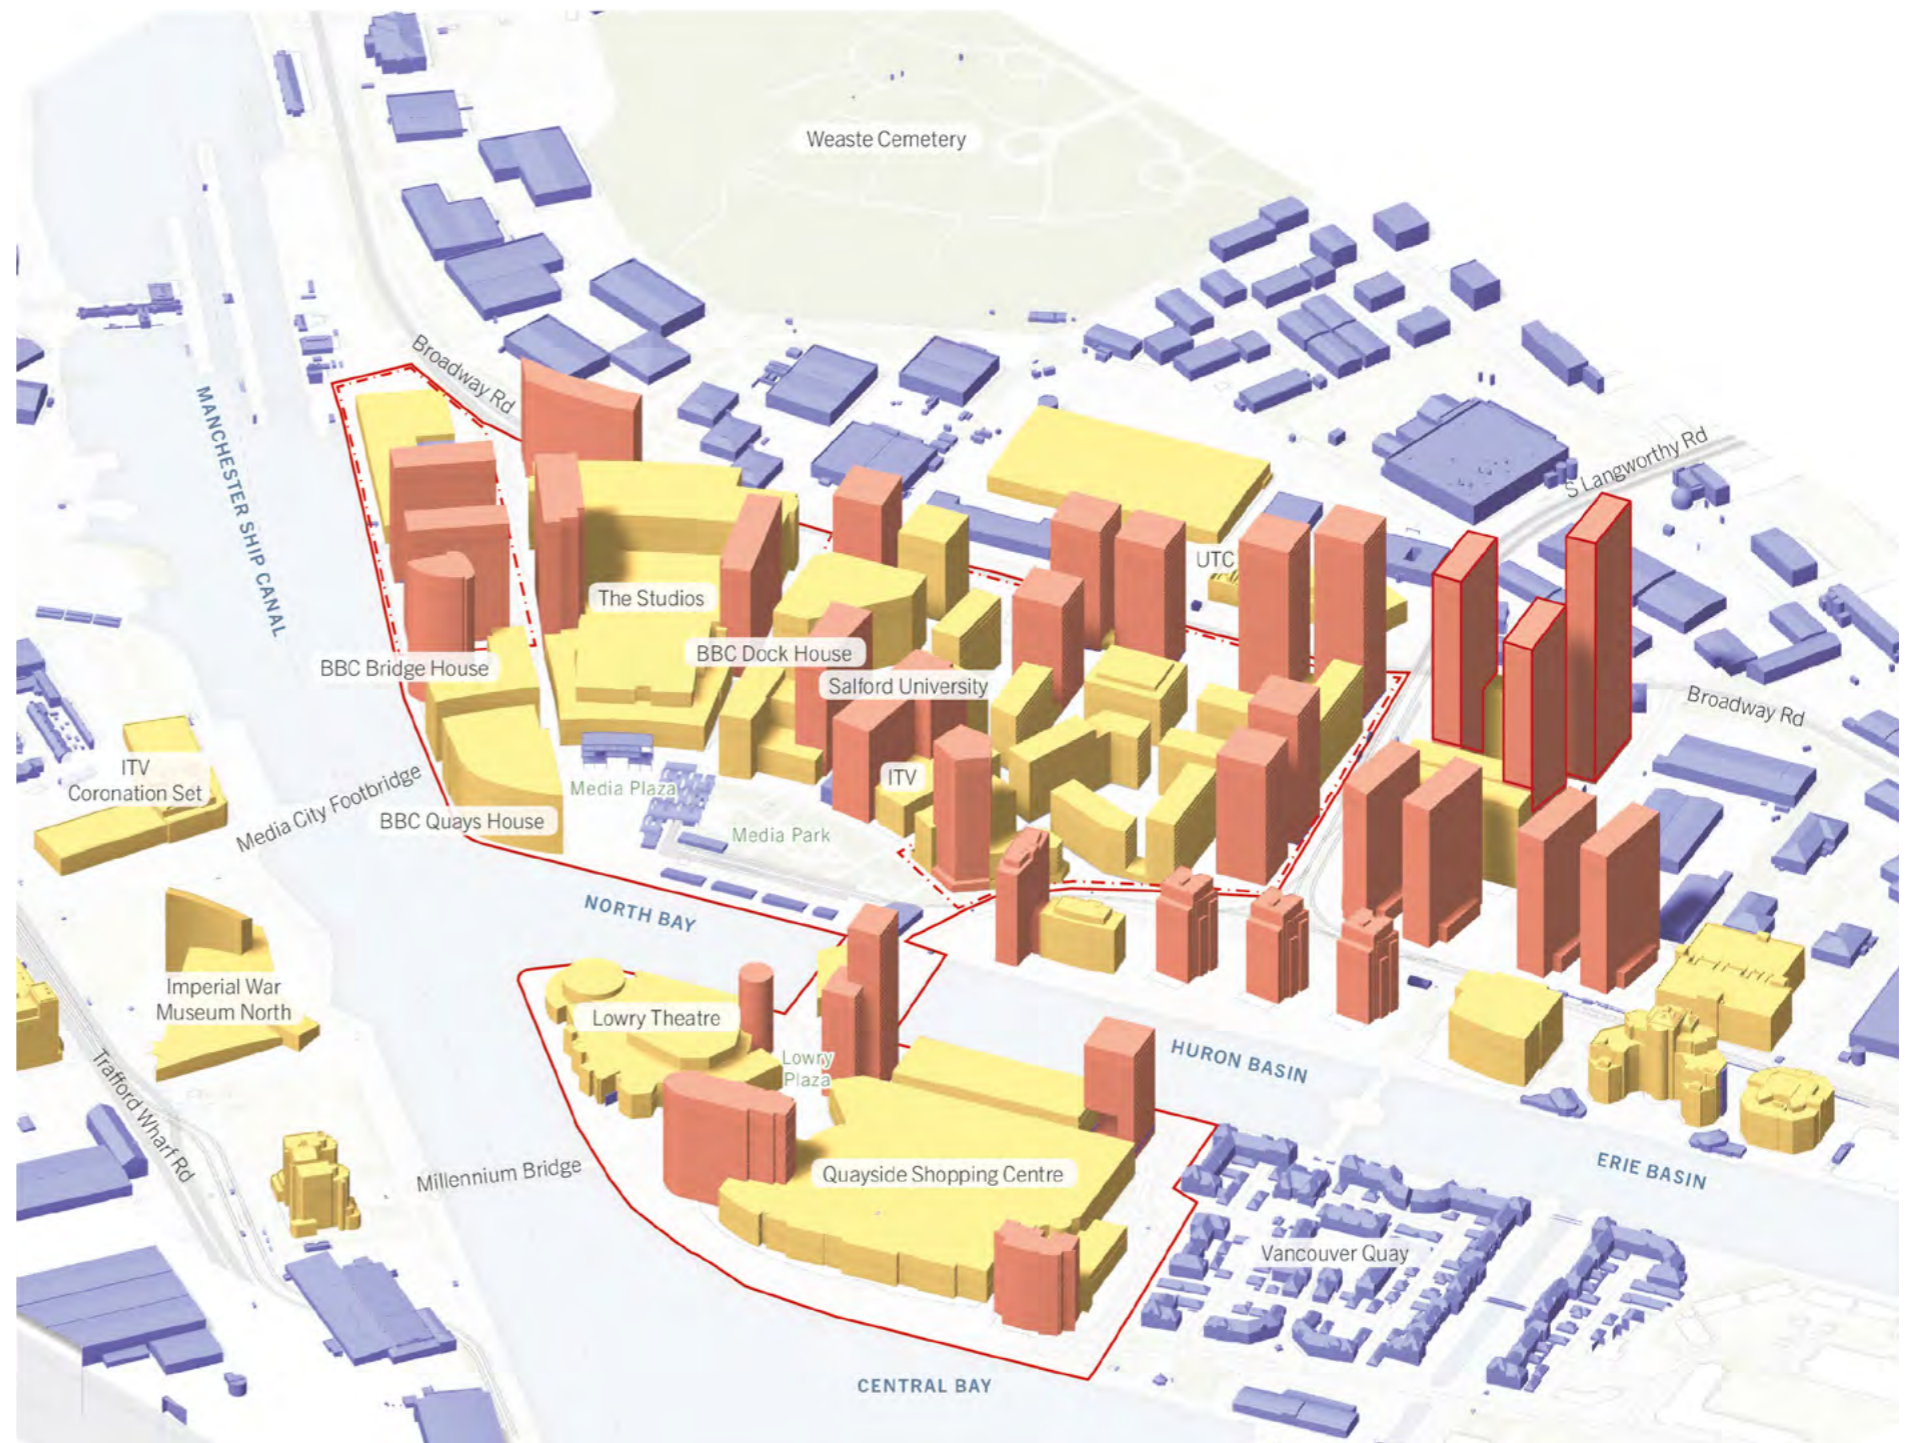 Weaste Cemetery
Broadway Rd
MANCHESTER SHIP CANAL
S Langworthy Rd
UTC
The Studios
BBC Dock House
BBC Bridge House
Salford University
Broadway Rd
ITV
Coronation Set
ITV
Media Plaza
Media City Footbridge
BBC Quays House
Media Park
NORTH BAY
Imperial War
Museum North
Lowry Theatre
Lowry
Plaza
HURON BASIN
Trafford Wharf Rd
Millennium Bridge
Quayside Shopping Centre
ERIE BASIN
Vancouver Quay
CENTRAL BAY